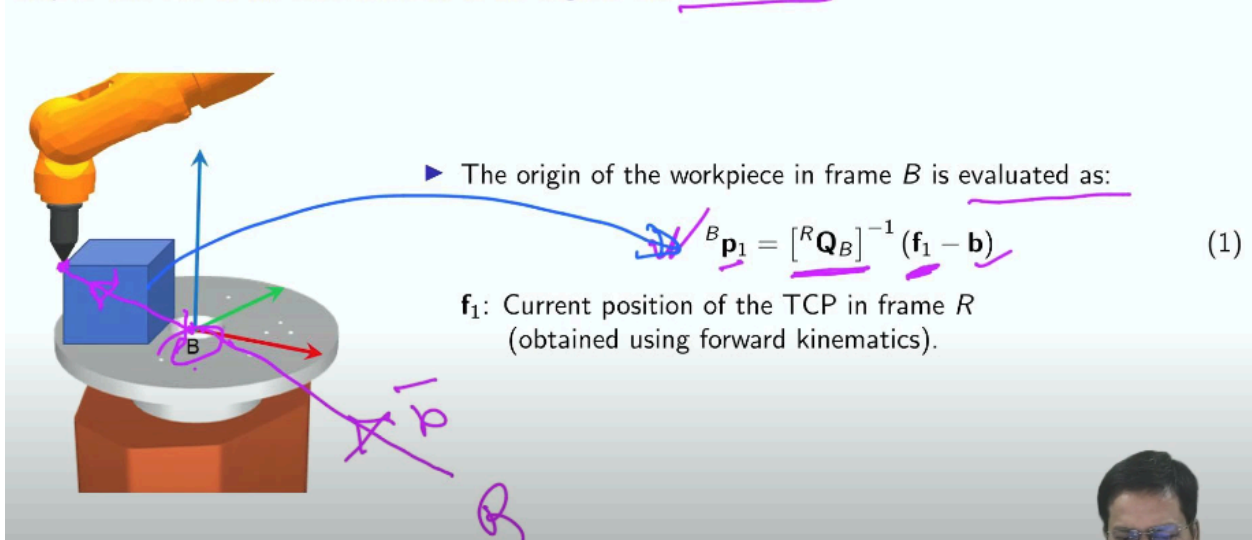 ▶ The origin of the workpiece in frame B is evaluated as:
ᴮp₁ = [ᴿQ_B]⁻¹ (f₁ − b) (1)
f₁: Current position of the TCP in frame R
(obtained using forward kinematics).
B
b
R